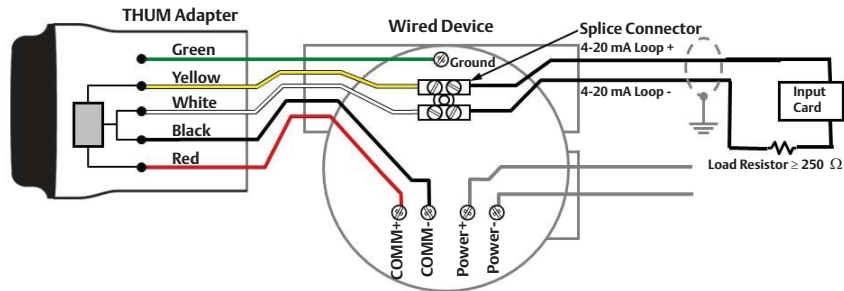 THUM Adapter
Wired Device
Splice Connector
Green
Ground
4-20 mA Loop +
Yellow
White
4-20 mA Loop -
Input
Card
Black
Red
Load Resistor ≥ 250 Ω
COMM+
COMM-
Power+
Power-